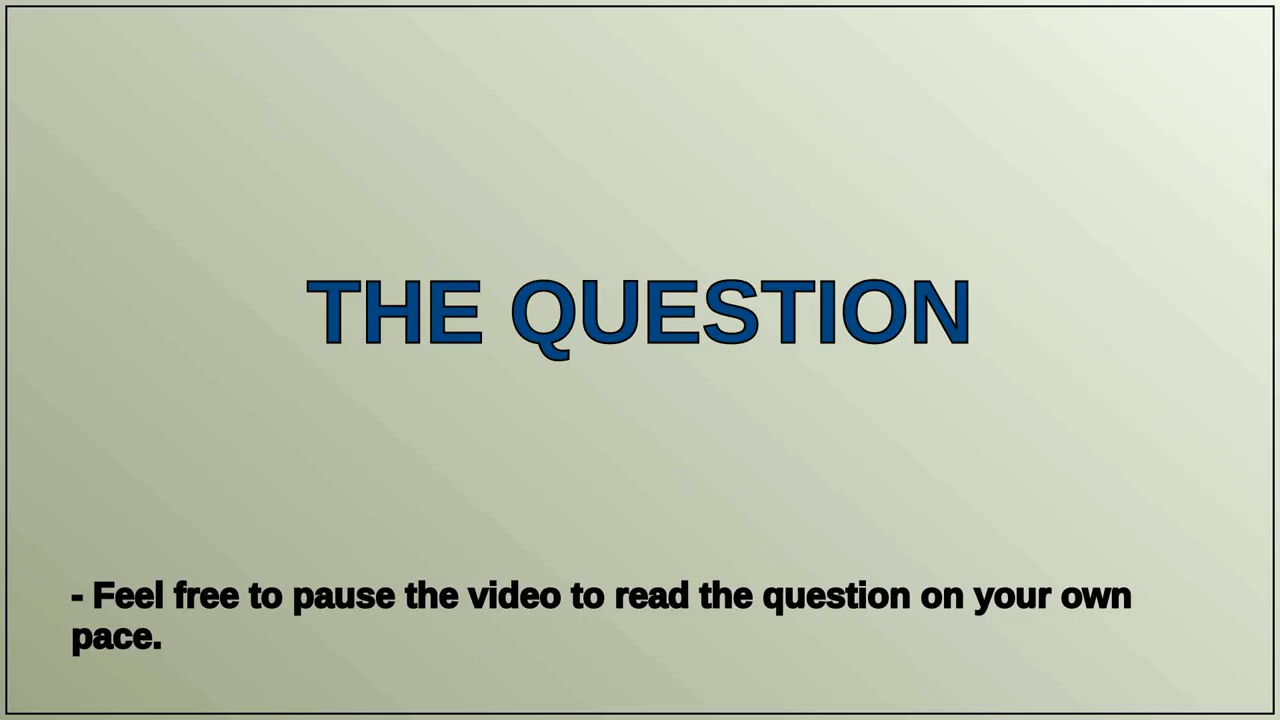 THE QUESTION
- Feel free to pause the video to read the question on your own
pace.